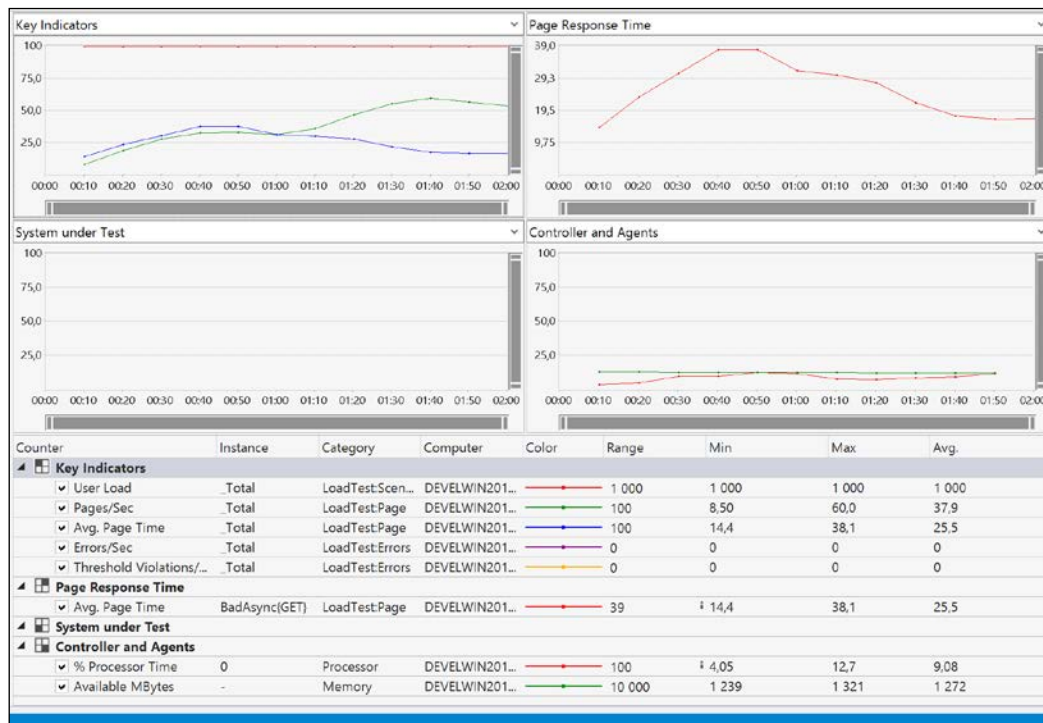 Key Indicators
100
75,0
50,0
25,0
00:00 00:10 00:20 00:30 00:40 00:50 01:00 01:10 01:20 01:30 01:40 01:50 02:00
Page Response Time
39,0
29,3
19,5
9,75
00:00 00:10 00:20 00:30 00:40 00:50 01:00 01:10 01:20 01:30 01:40 01:50 02:00
System under Test
100
75,0
50,0
25,0
00:00 00:10 00:20 00:30 00:40 00:50 01:00 01:10 01:20 01:30 01:40 01:50 02:00
Controller and Agents
100
75,0
50,0
25,0
00:00 00:10 00:20 00:30 00:40 00:50 01:00 01:10 01:20 01:30 01:40 01:50 02:00
Counter Instance Category Computer Color Range Min Max Avg.
Key Indicators
User Load _Total LoadTest:Scen... DEVELWIN201... 1 000 1 000 1 000 1 000
Pages/Sec _Total LoadTest:Page DEVELWIN201... 100 8,50 60,0 37,9
Avg. Page Time _Total LoadTest:Page DEVELWIN201... 100 14,4 38,1 25,5
Errors/Sec _Total LoadTest:Errors DEVELWIN201... 0 0 0 0
Threshold Violations/... _Total LoadTest:Errors DEVELWIN201... 0 0 0 0
Page Response Time
Avg. Page Time BadAsync{GET} LoadTest:Page DEVELWIN201... 39 14,4 38,1 25,5
System under Test
Controller and Agents
% Processor Time 0 Processor DEVELWIN201... 100 4,05 12,7 9,08
Available MBytes - Memory DEVELWIN201... 10 000 1 239 1 321 1 272